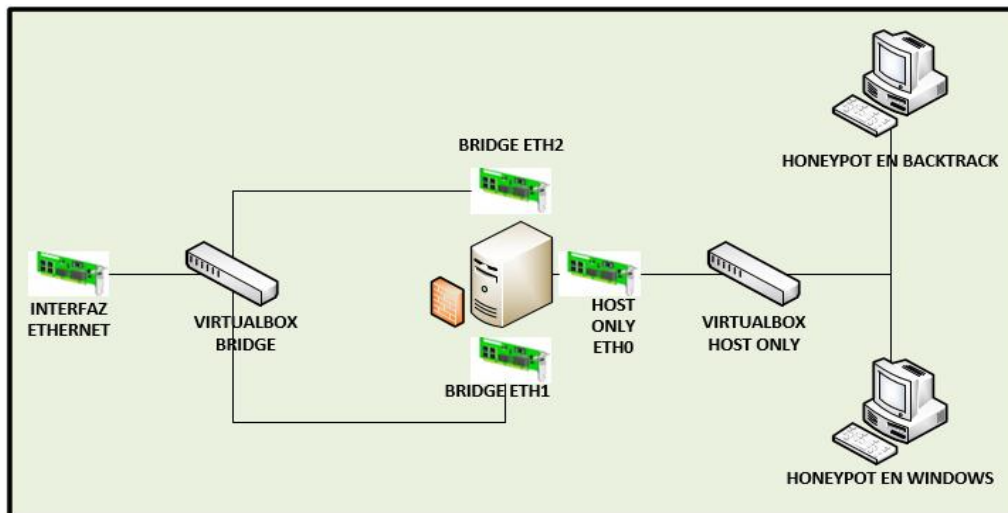 HONEYPOT EN BACKTRACK
BRIDGE ETH2
INTERFAZ
ETHERNET
VIRTUALBOX
BRIDGE
HOST
ONLY
ETH0
VIRTUALBOX
HOST ONLY
BRIDGE ETH1
HONEYPOT EN WINDOWS